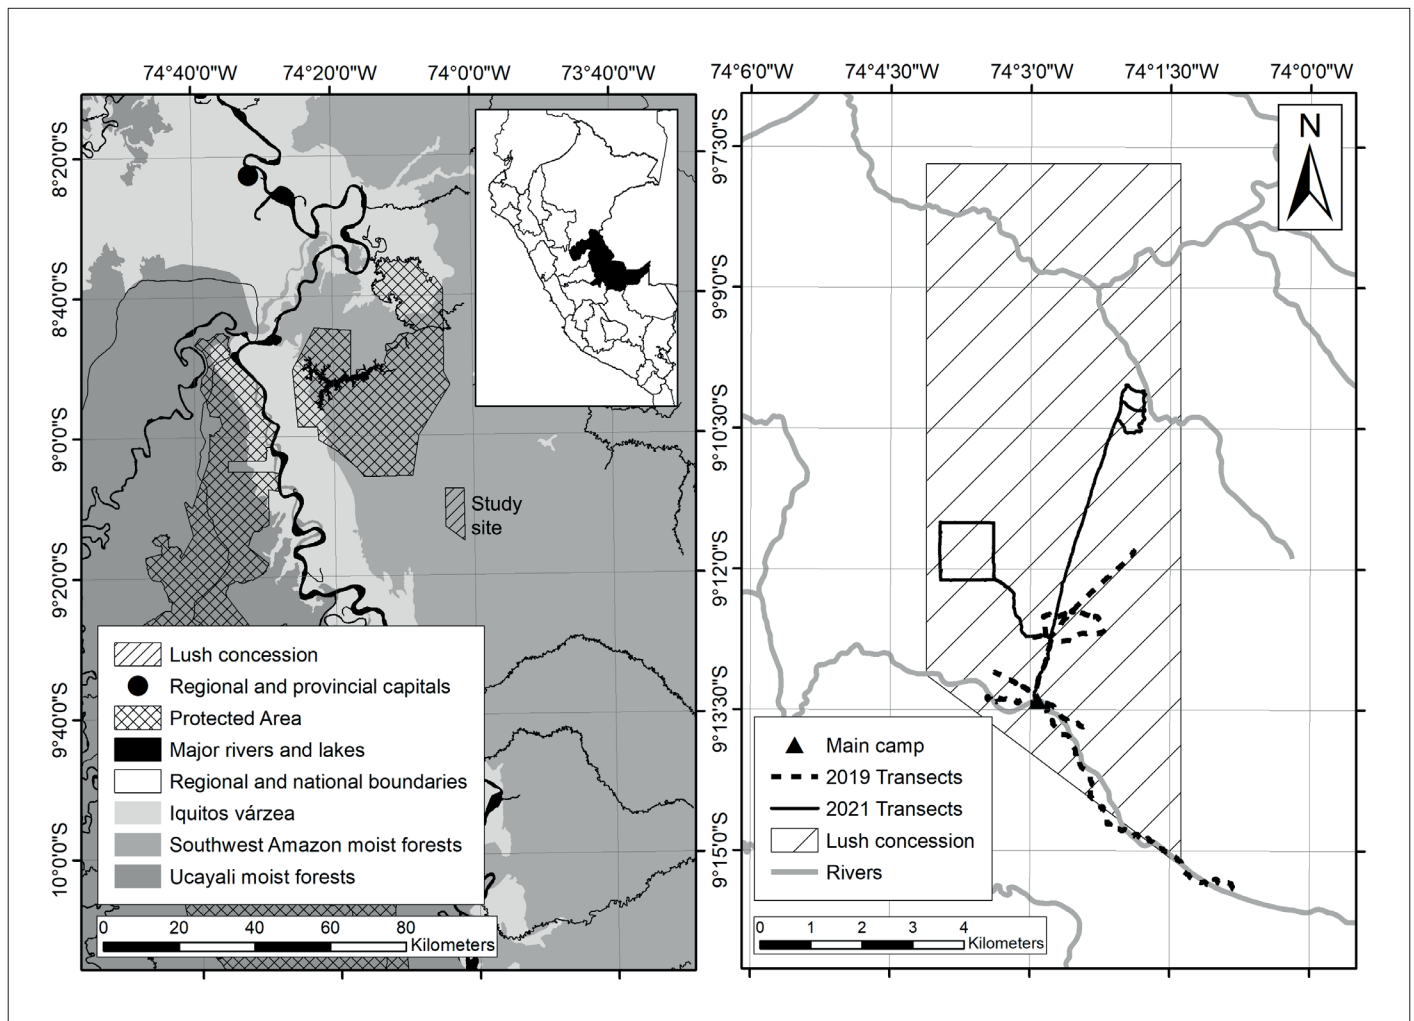 74°40'0"W 74°20'0"W 74°0'0"W 73°40'0"W
8°20'0"S
8°40'0"S
9°0'0"S
9°20'0"S
9°40'0"S
10°0'0"S
Study
site
Lush concession
Regional and provincial capitals
Protected Area
Major rivers and lakes
Regional and national boundaries
Iquitos várzea
Southwest Amazon moist forests
Ucayali moist forests
0 20 40 60 80
Kilometers
74°6'0"W 74°4'30"W 74°3'0"W 74°1'30"W 74°0'0"W
9°7'30"S
9°9'0"S
9°10'30"S
9°12'0"S
9°13'30"S
9°15'0"S
N
Main camp
2019 Transects
2021 Transects
Lush concession
Rivers
0 1 2 3 4
Kilometers